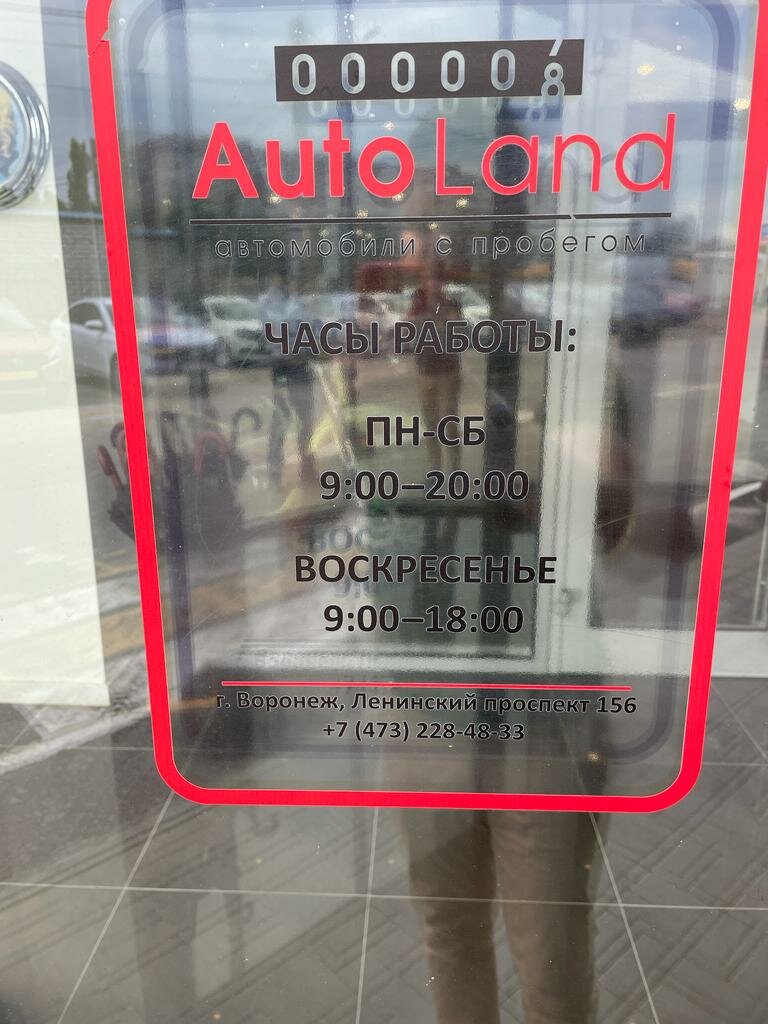 000008
AutoLand
автомобили с пробегом
ЧАСЫ РАБОТЫ:
ПН-СБ
9:00–20:00
ВОСКРЕСЕНЬЕ
9:00–18:00
г. Воронеж, Ленинский проспект 156
+7 (473) 228-48-33